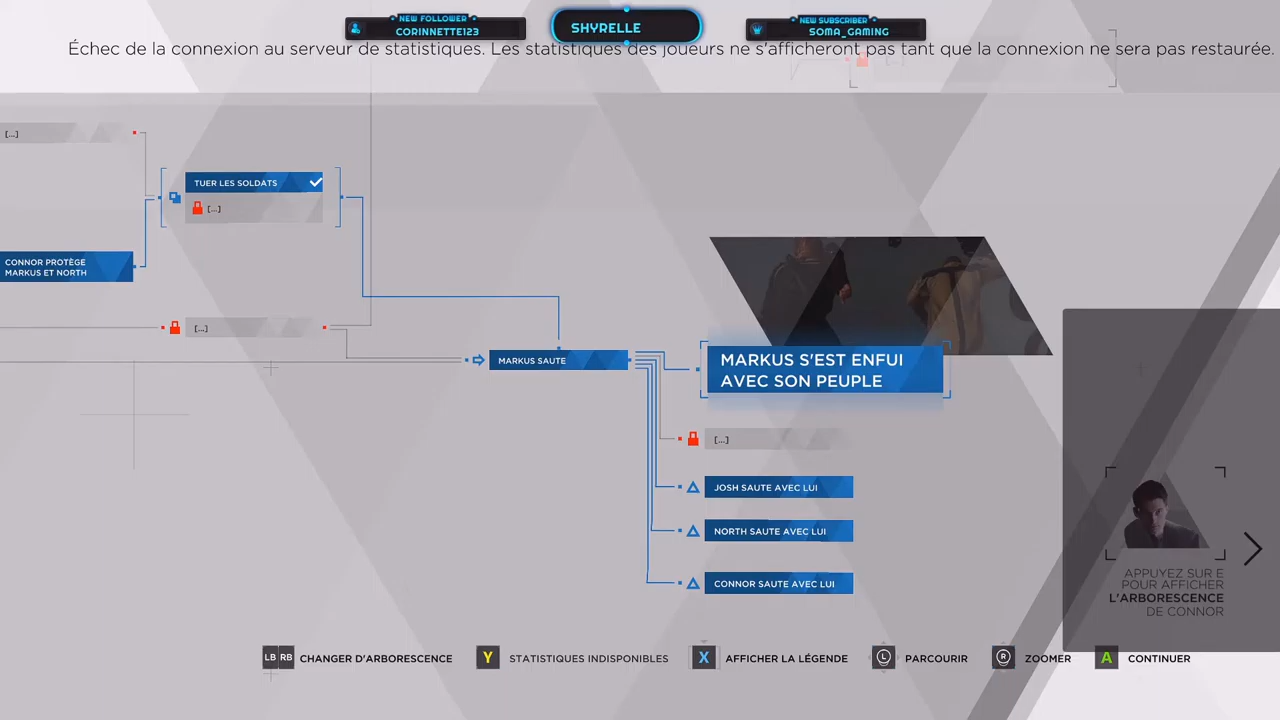 NEW FOLLOWER
CORINNETTE123
SHYRELLE
NEW SUBSCRIBER
SOMA_GAMING
Échec de la connexion au serveur de statistiques. Les statistiques des joueurs ne s'afficheront pas tant que la connexion ne sera pas restaurée.
[...]
TUER LES SOLDATS
[...]
CONNOR PROTÈGE
MARKUS ET NORTH
[...]
MARKUS SAUTE
MARKUS S'EST ENFUI
AVEC SON PEUPLE
[...]
JOSH SAUTE AVEC LUI
NORTH SAUTE AVEC LUI
CONNOR SAUTE AVEC LUI
APPUYEZ SUR E
POUR AFFICHER
L'ARBORESCENCE
DE CONNOR
LB RB CHANGER D'ARBORESCENCE
Y STATISTIQUES INDISPONIBLES
X AFFICHER LA LÉGENDE
L PARCOURIR
R ZOOMER
A CONTINUER